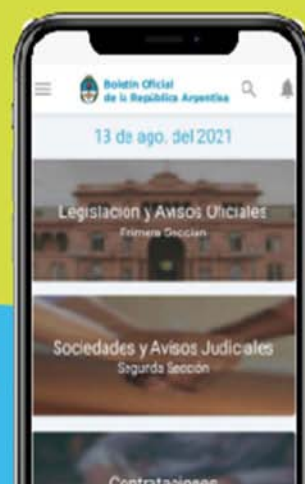 Boletín Oficial
de la República Argentina
13 de ago. del 2021
Legislación y Avisos Oficiales
Primera Sección
Sociedades y Avisos Judiciales
Segunda Sección
Contrataciones